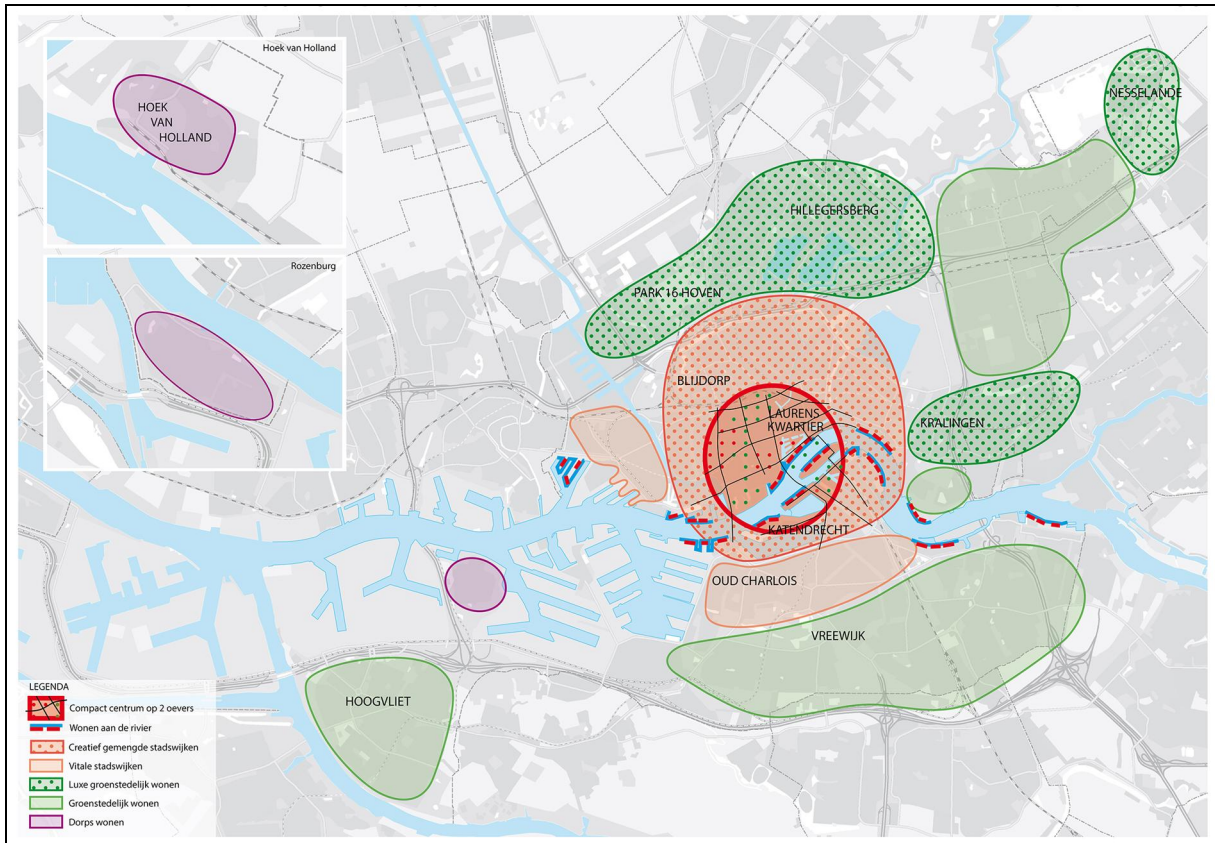 Hoek van Holland
HOEK
VAN
HOLLAND
Rozenburg
NESSELANDE
HILLEGERSBERG
PARK 16 HOVEN
BLIJDORP
LAURENS
KWARTIER
KRALINGEN
KATENDRECHT
OUD CHARLOIS
VREEWIJK
HOOGVLIET
LEGENDA
Compact centrum op 2 oevers
Wonen aan de rivier
Creatief gemengde stadswijken
Vitale stadswijken
Luxe groenstedelijk wonen
Groenstedelijk wonen
Dorps wonen